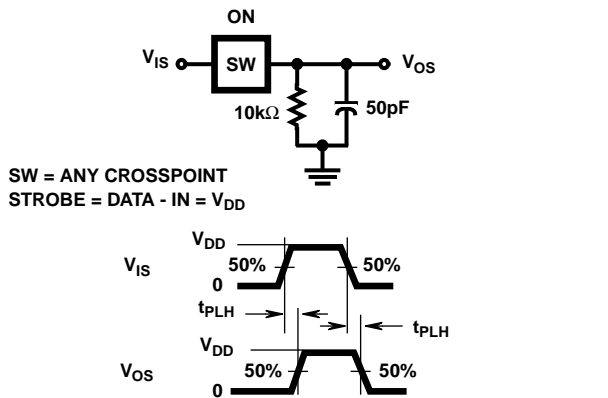 ON
V_IS SW V_OS
10kΩ 50pF
SW = ANY CROSSPOINT
STROBE = DATA - IN = V_DD
V_DD
V_IS 50% 50%
0
t_PLH t_PLH
V_DD
V_OS 50% 50%
0